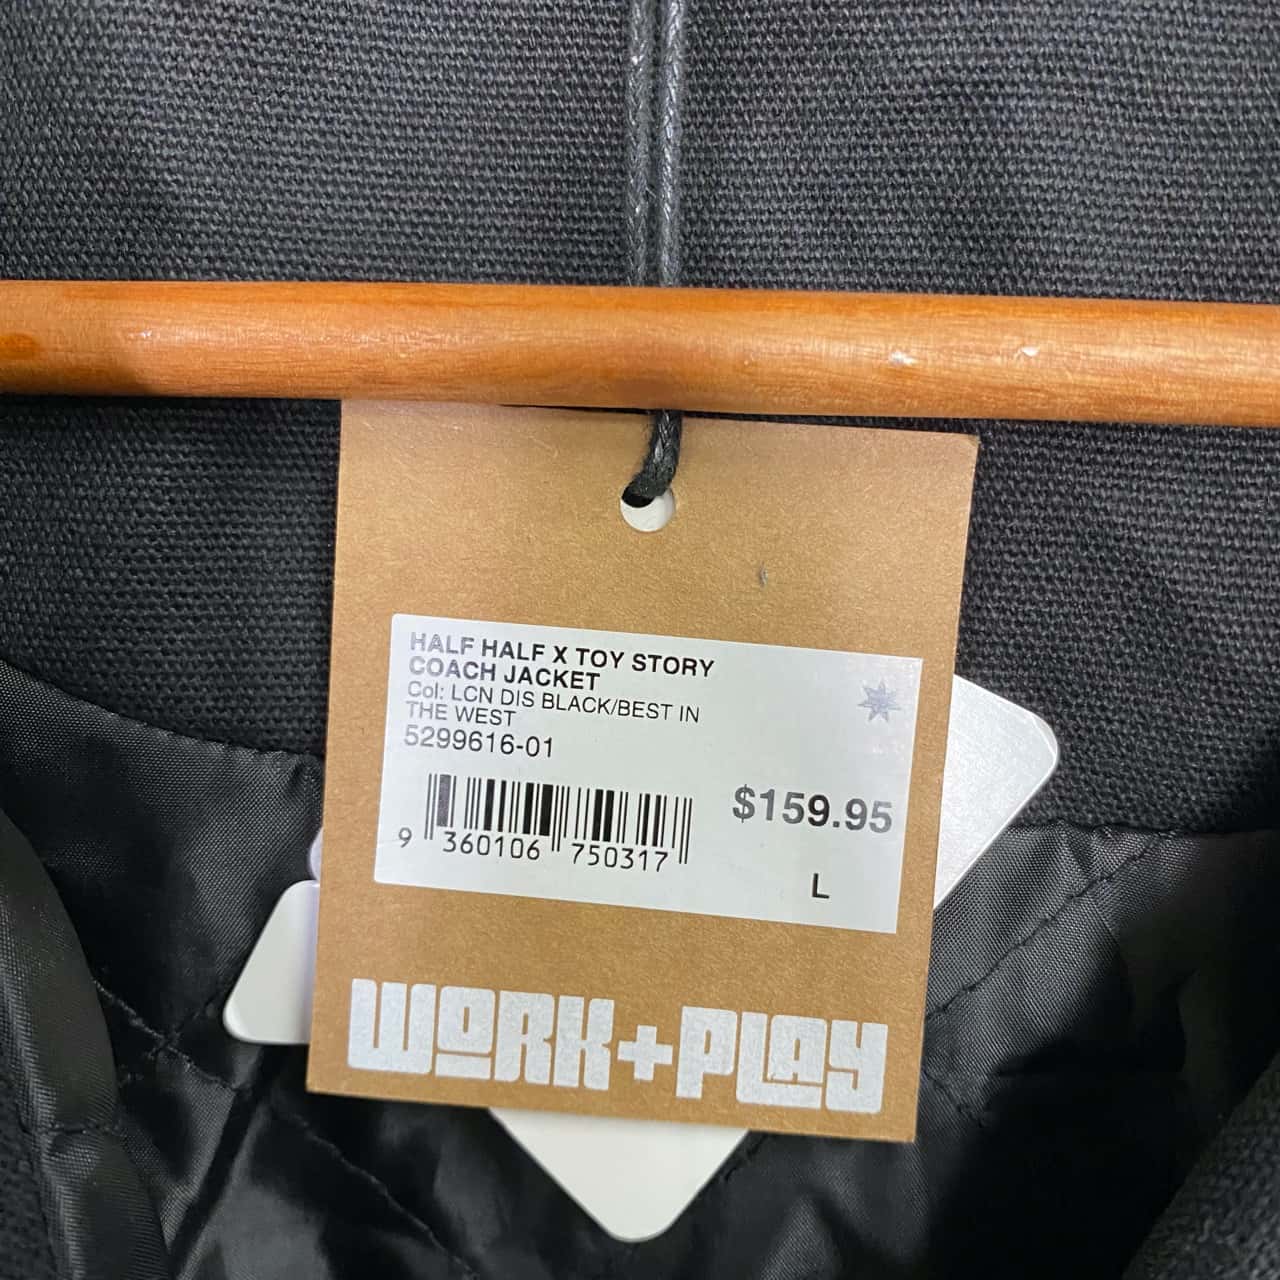 HALF HALF X TOY STORY
COACH JACKET
Col: LCN DIS BLACK/BEST IN
THE WEST
5299616-01
$159.95
9 360106 750317
L
WORK+PLAY